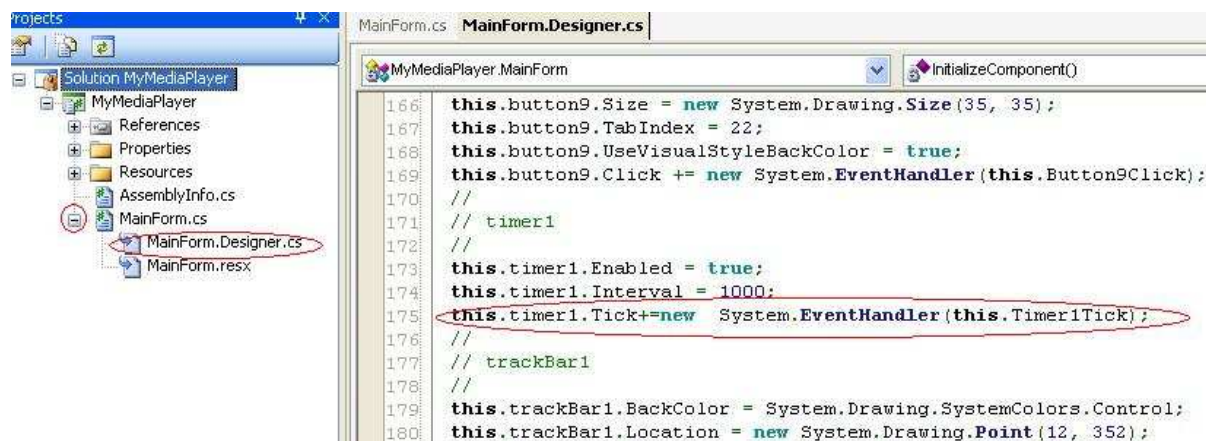 rojects
Solution MyMediaPlayer
MyMediaPlayer
References
Properties
Resources
AssemblyInfo.cs
MainForm.cs
MainForm.Designer.cs
MainForm.resx
MainForm.cs MainForm.Designer.cs
MyMediaPlayer.MainForm InitializeComponent()
166 this.button9.Size = new System.Drawing.Size(35, 35);
167 this.button9.TabIndex = 22;
168 this.button9.UseVisualStyleBackColor = true;
169 this.button9.Click += new System.EventHandler(this.Button9Click);
170 //
171 // timer1
172 //
173 this.timer1.Enabled = true;
174 this.timer1.Interval = 1000;
175 this.timer1.Tick+=new System.EventHandler(this.Timer1Tick);
176 //
177 // trackBar1
178 //
179 this.trackBar1.BackColor = System.Drawing.SystemColors.Control;
180 this.trackBar1.Location = new System.Drawing.Point(12, 352);